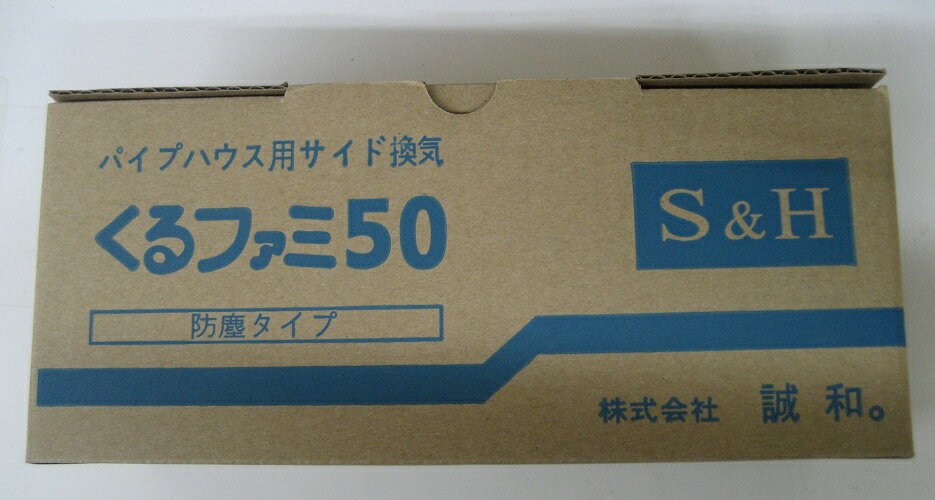 パイプハウス用サイド換気
くるファミ50
防塵タイプ
S&H
株式会社 誠和。